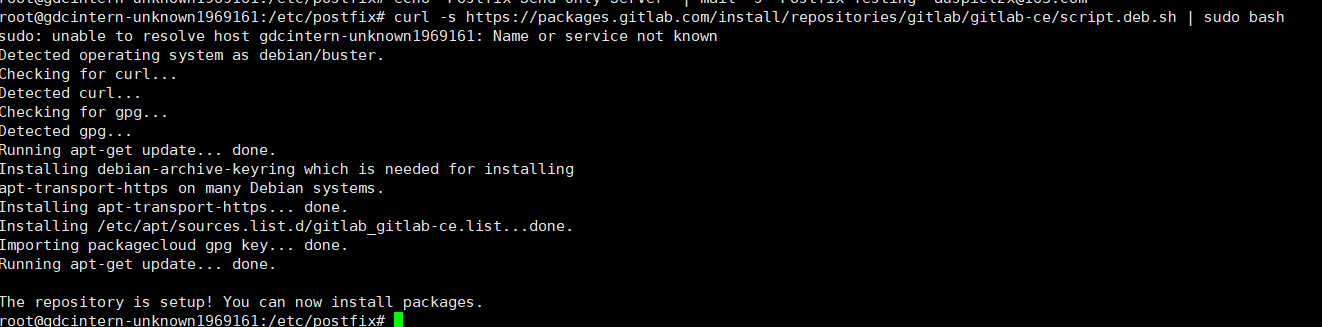 root@gdcintern-unknown1969161:/etc/postfix# curl -s https://packages.gitlab.com/install/repositories/gitlab/gitlab-ce/script.deb.sh | sudo bash
sudo: unable to resolve host gdcintern-unknown1969161: Name or service not known
Detected operating system as debian/buster.
Checking for curl...
Detected curl...
Checking for gpg...
Detected gpg...
Running apt-get update... done.
Installing debian-archive-keyring which is needed for installing
apt-transport-https on many Debian systems.
Installing apt-transport-https... done.
Installing /etc/apt/sources.list.d/gitlab_gitlab-ce.list...done.
Importing packagecloud gpg key... done.
Running apt-get update... done.
The repository is setup! You can now install packages.
root@gdcintern-unknown1969161:/etc/postfix#